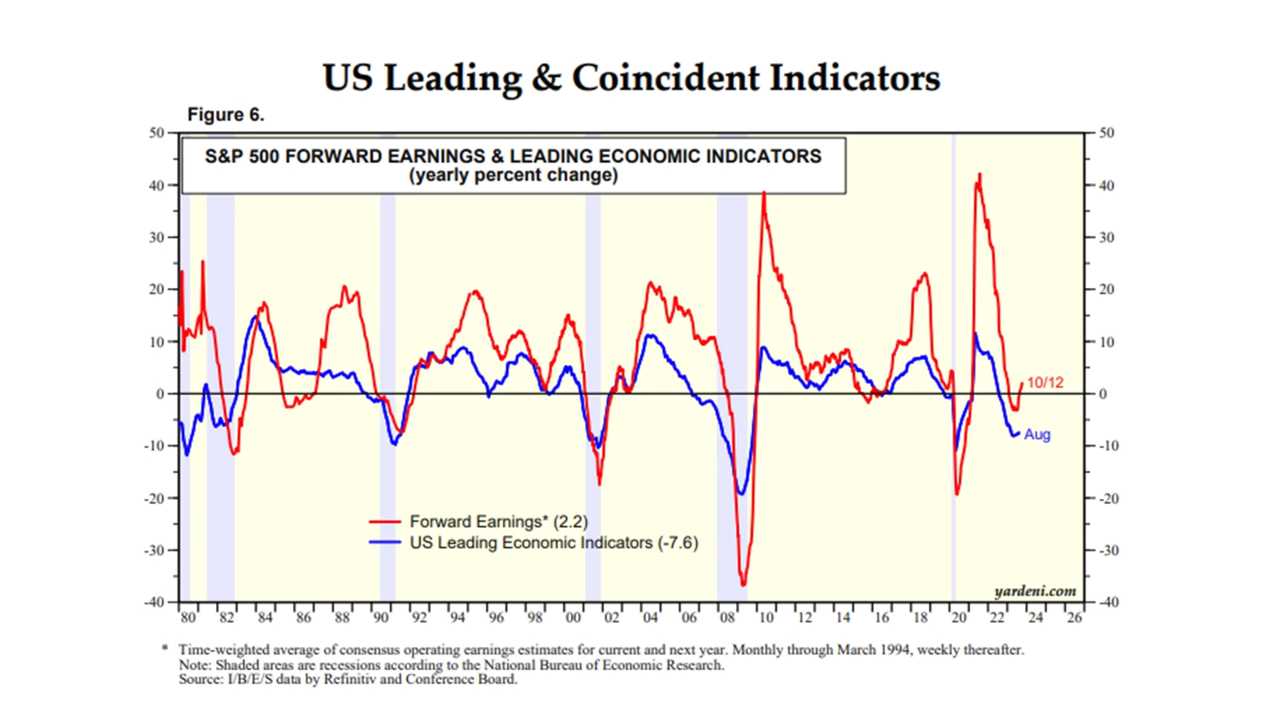 US Leading & Coincident Indicators
Figure 6.
S&P 500 FORWARD EARNINGS & LEADING ECONOMIC INDICATORS
(yearly percent change)
50 50
40 40
30 30
20 20
10 10
0 0
10/12
Aug
-10 -10
-20 -20
Forward Earnings* (2.2)
US Leading Economic Indicators (-7.6)
-30 -30
yardeni.com
-40 -40
80 82 84 86 88 90 92 94 96 98 00 02 04 06 08 10 12 14 16 18 20 22 24 26
* Time-weighted average of consensus operating earnings estimates for current and next year. Monthly through March 1994, weekly thereafter.
Note: Shaded areas are recessions according to the National Bureau of Economic Research.
Source: I/B/E/S data by Refinitiv and Conference Board.